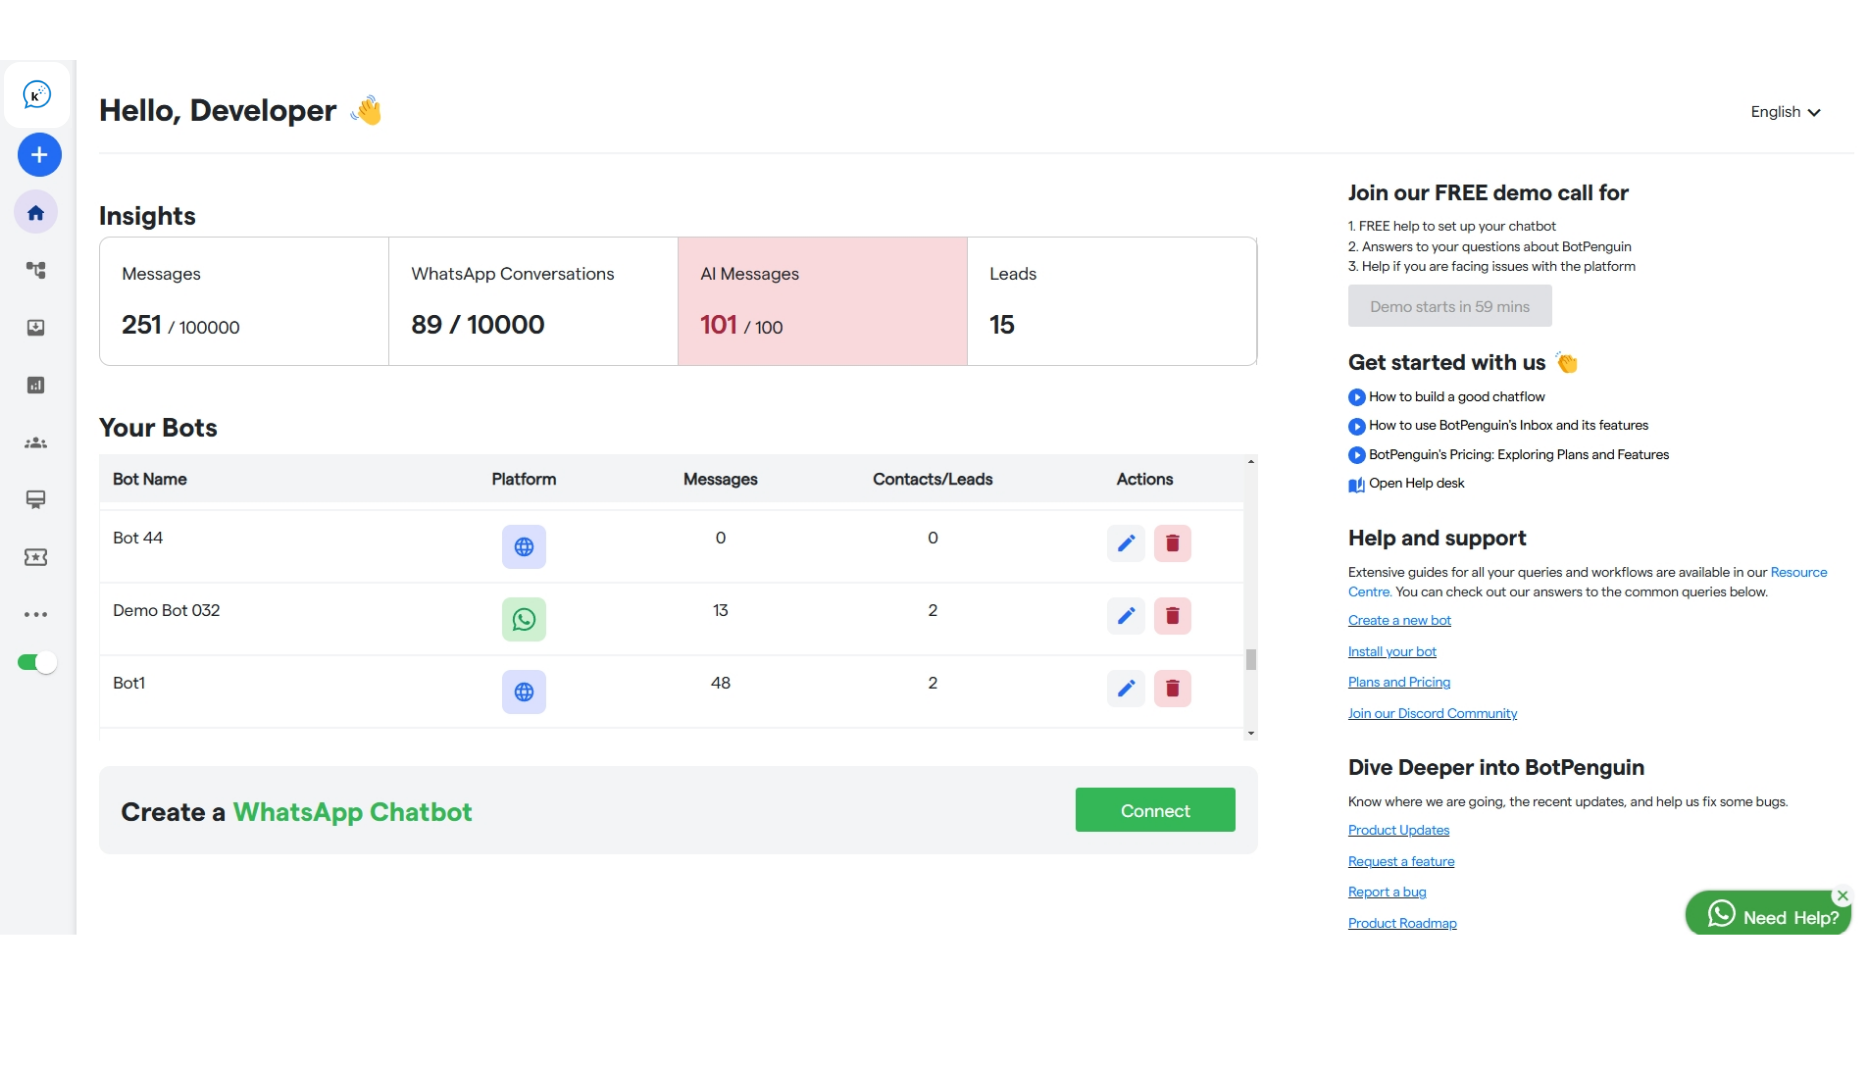 K
Hello, Developer
English
Insights
Messages
251 / 100000
WhatsApp Conversations
89 / 10000
AI Messages
101 / 100
Leads
15
Your Bots
Bot Name Platform Messages Contacts/Leads Actions
Bot 44 0 0
Demo Bot 032 13 2
Bot1 48 2
Create a WhatsApp Chatbot
Connect
Join our FREE demo call for
1. FREE help to set up your chatbot
2. Answers to your questions about BotPenguin
3. Help if you are facing issues with the platform
Demo starts in 59 mins
Get started with us
How to build a good chatflow
How to use BotPenguin's Inbox and its features
BotPenguin's Pricing: Exploring Plans and Features
Open Help desk
Help and support
Extensive guides for all your queries and workflows are available in our Resource
Centre. You can check out our answers to the common queries below.
Create a new bot
Install your bot
Plans and Pricing
Join our Discord Community
Dive Deeper into BotPenguin
Know where we are going, the recent updates, and help us fix some bugs.
Product Updates
Request a feature
Report a bug
Product Roadmap
Need Help?